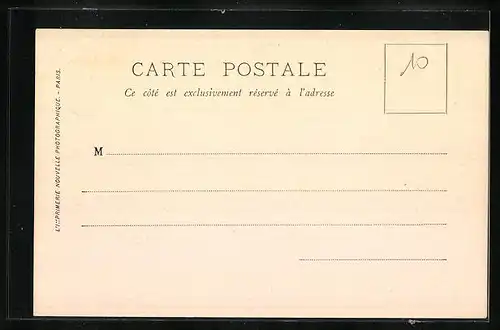 CARTE POSTALE
Ce côté est exclusivement réservé à l'adresse
10
M
L'IMPRIMERIE NOUVELLE PHOTOGRAPHIQUE. - PARIS.